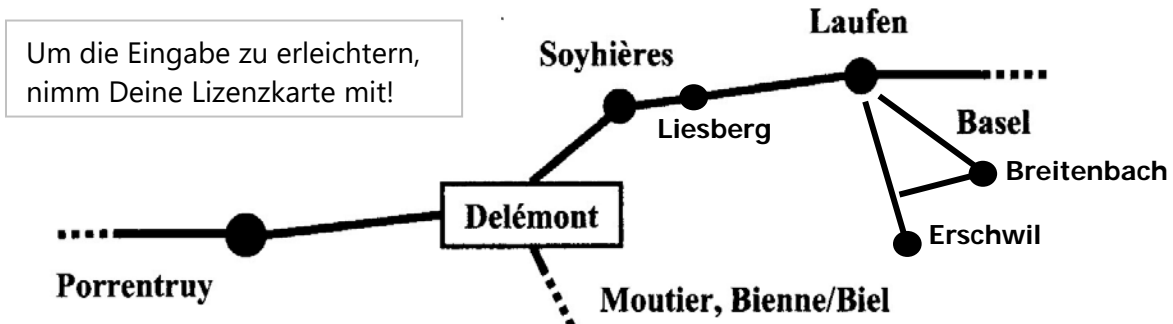 Um die Eingabe zu erleichtern,
nimm Deine Lizenzkarte mit!
Laufen
Soyhières
Liesberg
Basel
Breitenbach
Delémont
Erschwil
Porrentruy
Moutier, Bienne/Biel